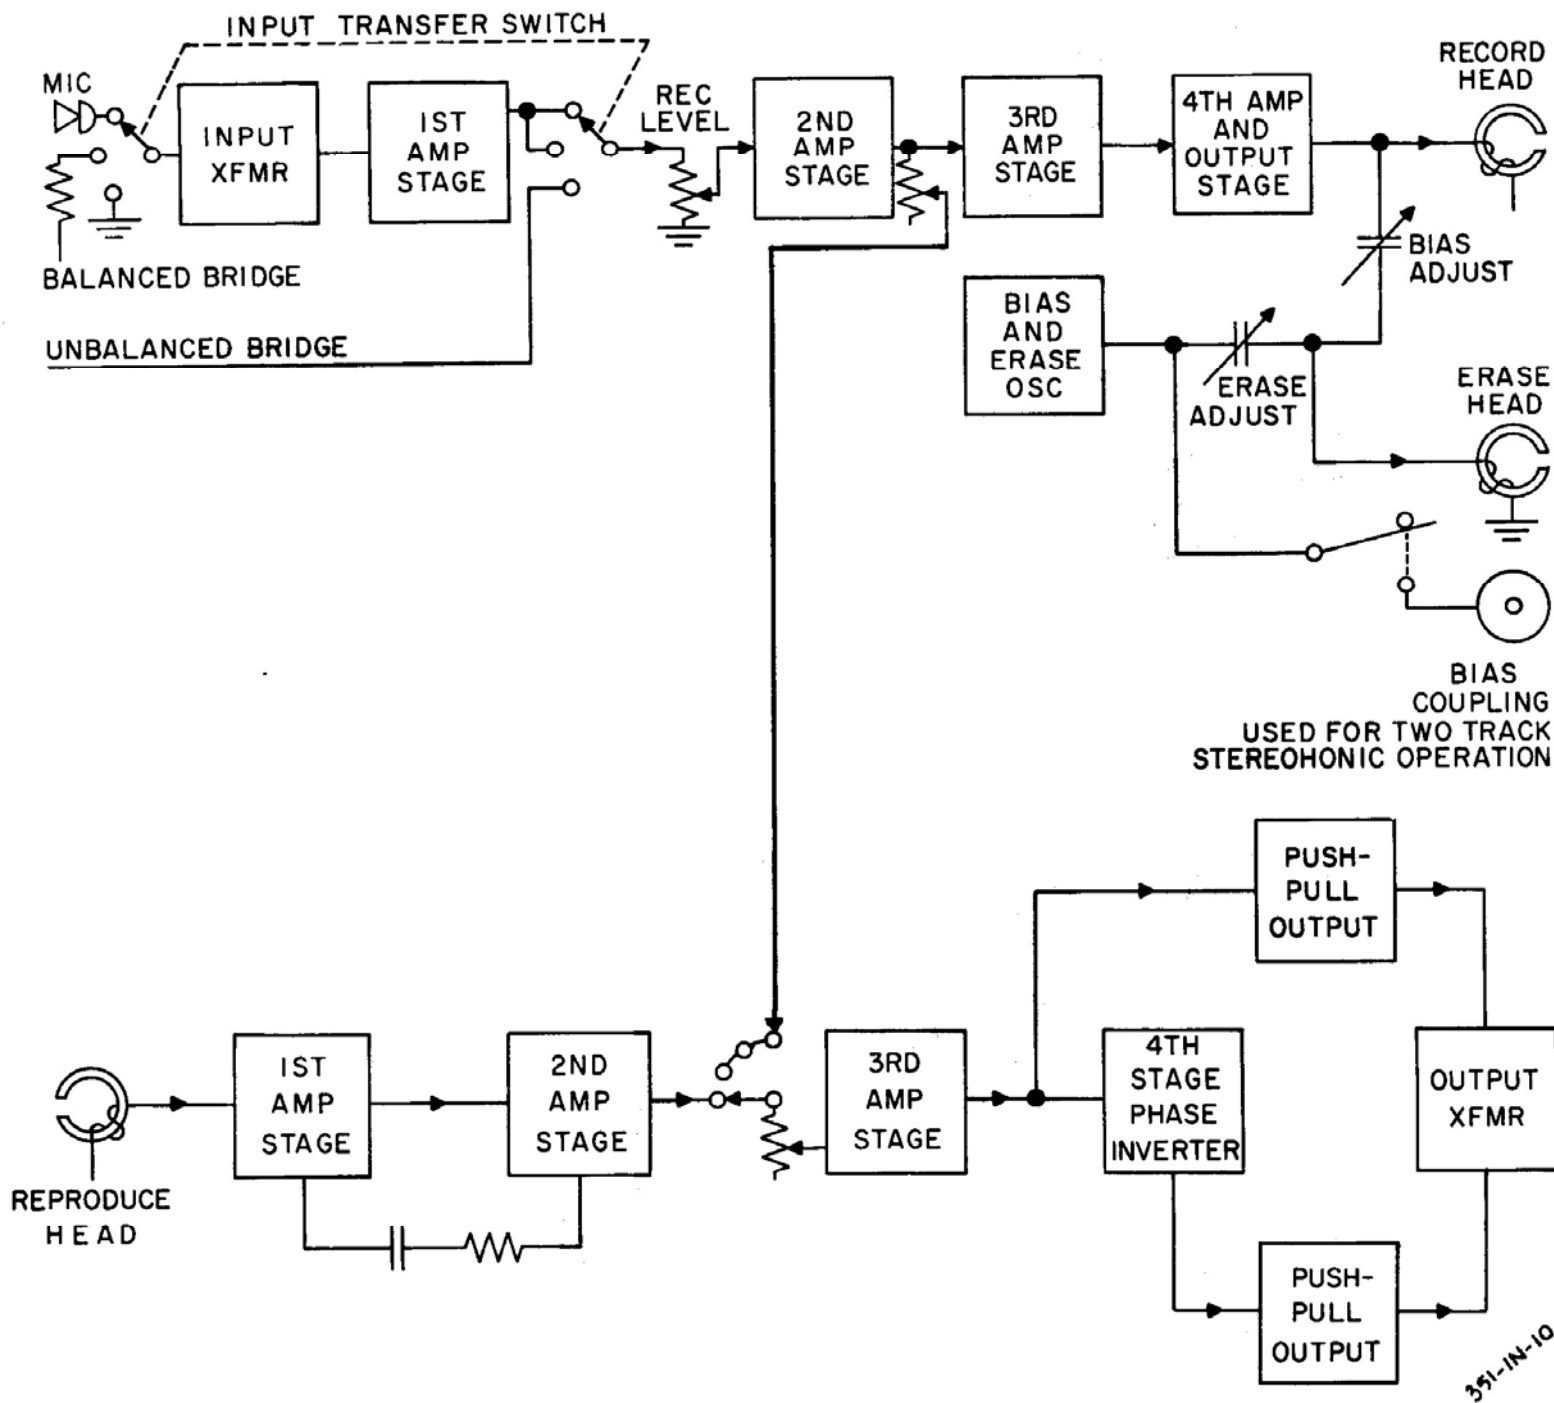 INPUT TRANSFER SWITCH
MIC
INPUT
XFMR
1ST
AMP
STAGE
REC
LEVEL
2ND
AMP
STAGE
3RD
AMP
STAGE
4TH AMP
AND
OUTPUT
STAGE
RECORD
HEAD
BALANCED BRIDGE
UNBALANCED BRIDGE
BIAS
ADJUST
BIAS
AND
ERASE
OSC
ERASE
ADJUST
ERASE
HEAD
BIAS
COUPLING
USED FOR TWO TRACK
STEREOHONIC OPERATION
PUSH-
PULL
OUTPUT
REPRODUCE
HEAD
1ST
AMP
STAGE
2ND
AMP
STAGE
3RD
AMP
STAGE
4TH
STAGE
PHASE
INVERTER
OUTPUT
XFMR
PUSH-
PULL
OUTPUT
351-IN-10